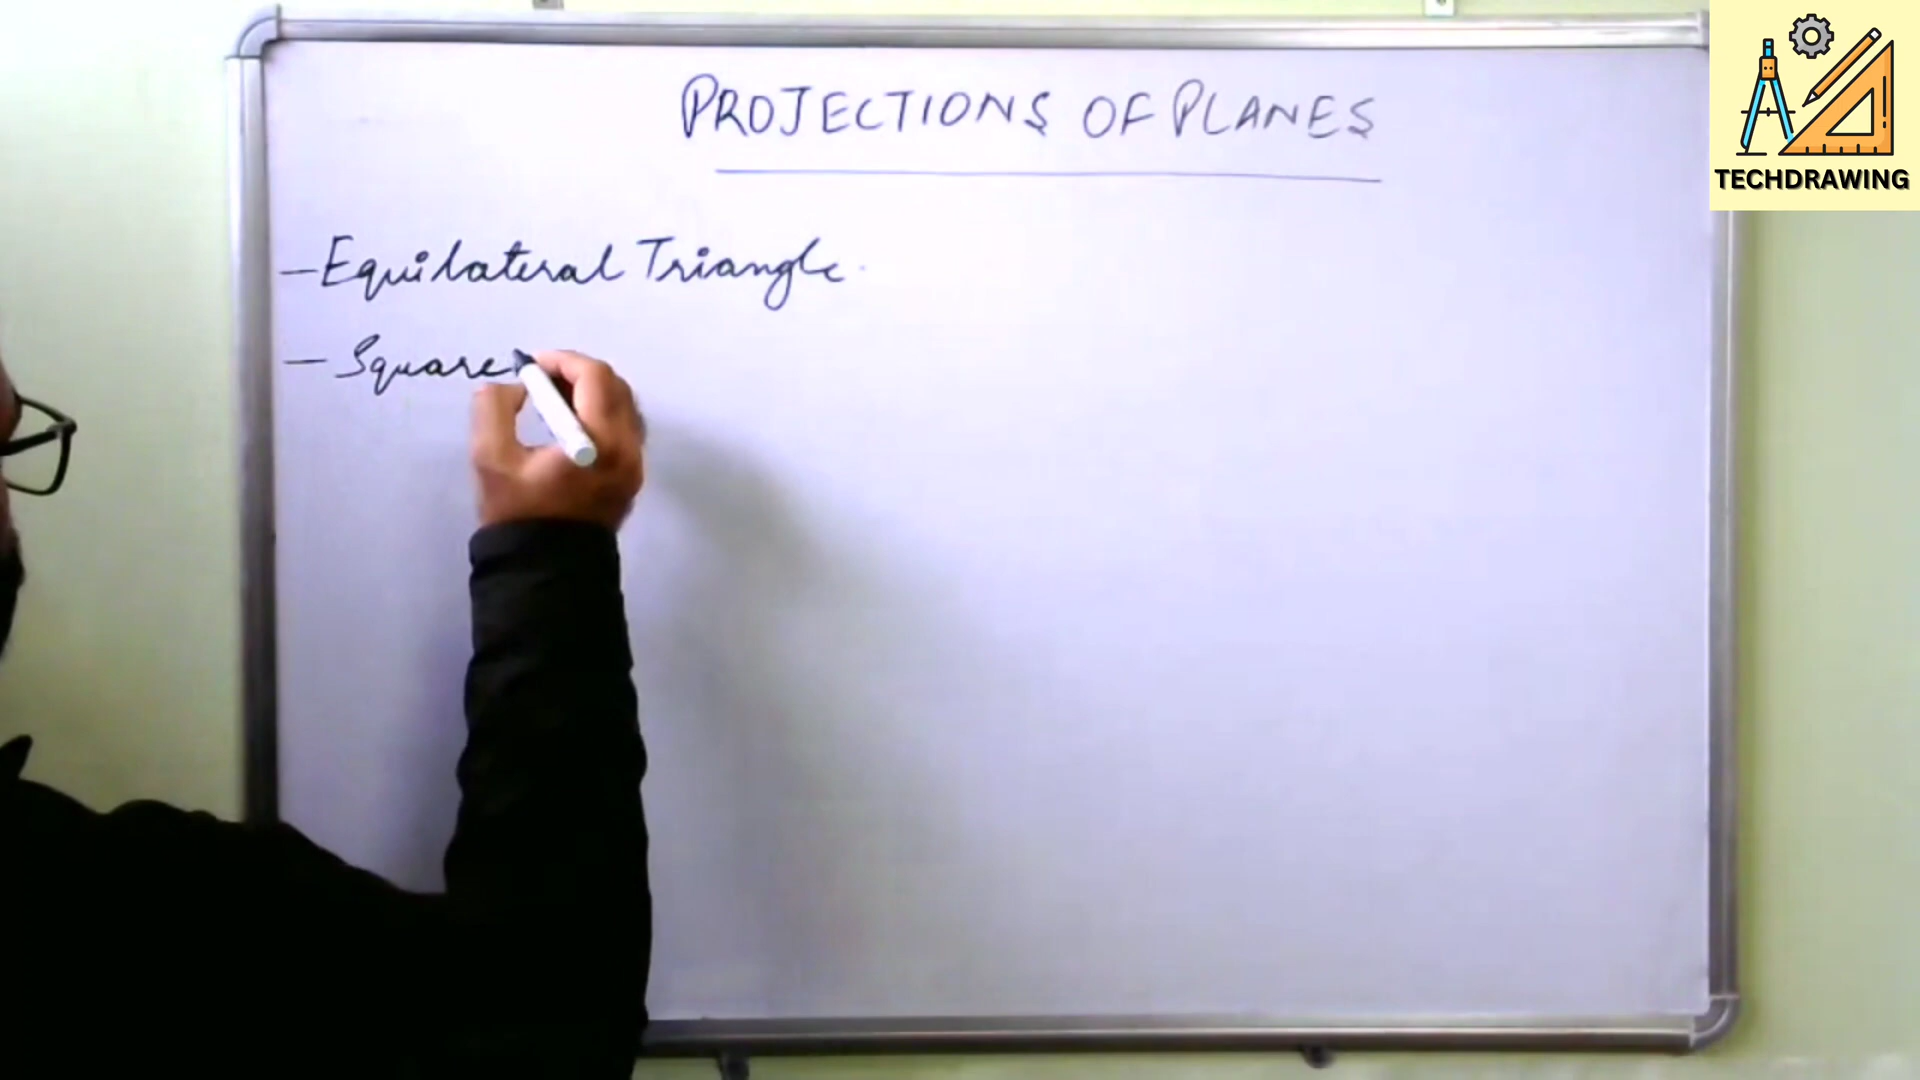 PROJECTIONS OF PLANES
TECHDRAWING
— Equilateral Triangle
— Square